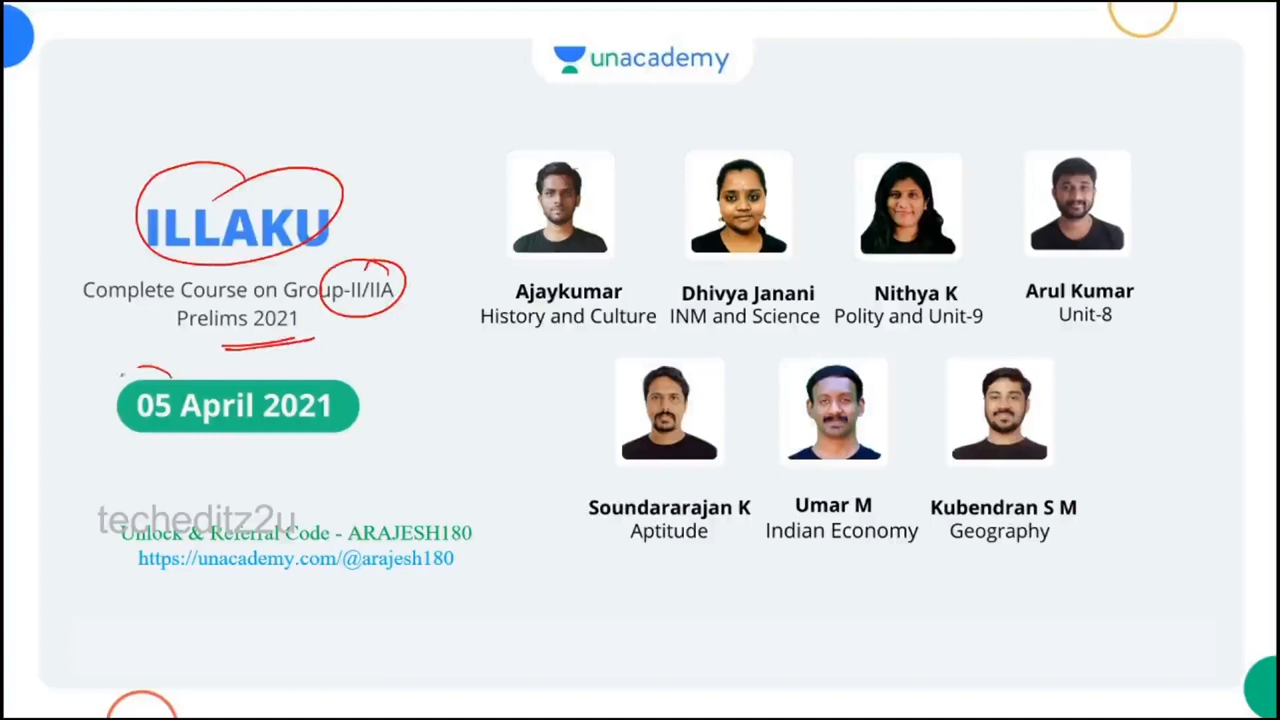 unacademy
ILLAKU
Complete Course on Group-II/IIA
Prelims 2021
05 April 2021
techeditz2u
Unlock & Referral Code - ARAJESH180
https://unacademy.com/@arajesh180
Ajaykumar
History and Culture
Dhivya Janani
INM and Science
Nithya K
Polity and Unit-9
Arul Kumar
Unit-8
Soundararajan K
Aptitude
Umar M
Indian Economy
Kubendran S M
Geography